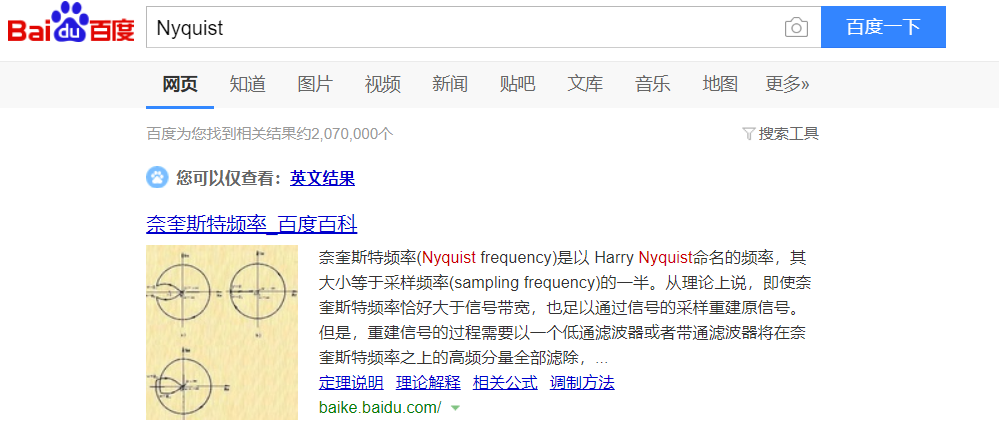 Bai du 百度 Nyquist 百度一下
网页 知道 图片 视频 新闻 贴吧 文库 音乐 地图 更多»
百度为您找到相关结果约2,070,000个 搜索工具
您可以仅查看：英文结果
奈奎斯特频率_百度百科
奈奎斯特频率(Nyquist frequency)是以 Harry Nyquist命名的频率，其
大小等于采样频率(sampling frequency)的一半。从理论上说，即使奈
奎斯特频率恰好大于信号带宽，也足以通过信号的采样重建原信号。
但是，重建信号的过程需要以一个低通滤波器或者带通滤波器将在奈
奎斯特频率之上的高频分量全部滤除，...
定理说明 理论解释 相关公式 调制方法
baike.baidu.com/